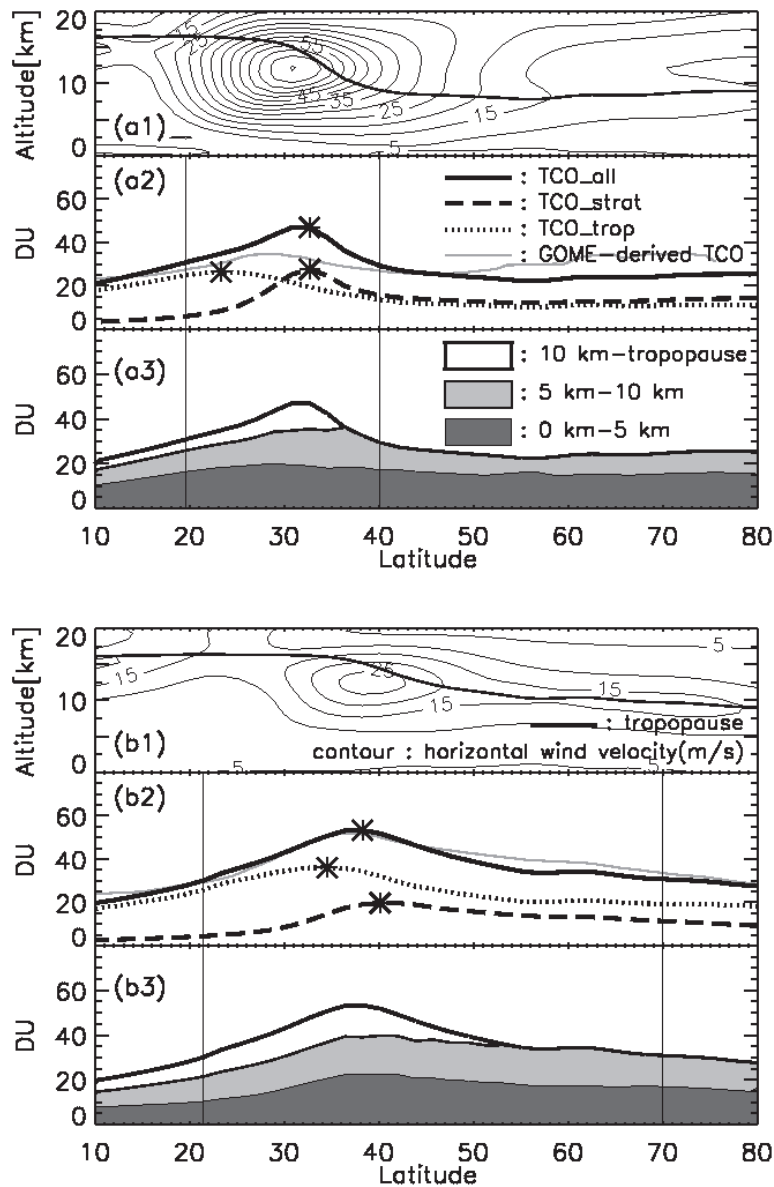 20
Altitude[km]
10
0
15
25
55
45
35
25
15
5
(a1)
(a2)
: TCO_all
: TCO_strat
: TCO_trop
: GOME-derived TCO
60
DU
40
20
0
(a3)
10 km-tropopause
: 5 km-10 km
: 0 km-5 km
60
DU
40
20
0
10 20 30 40 50 60 70 80
Latitude
20
Altitude[km]
10
0
15
25
5
15
15
5
5
(b1)
: tropopause
contour : horizontal wind velocity(m/s)
(b2)
60
DU
40
20
0
(b3)
60
DU
40
20
0
10 20 30 40 50 60 70 80
Latitude